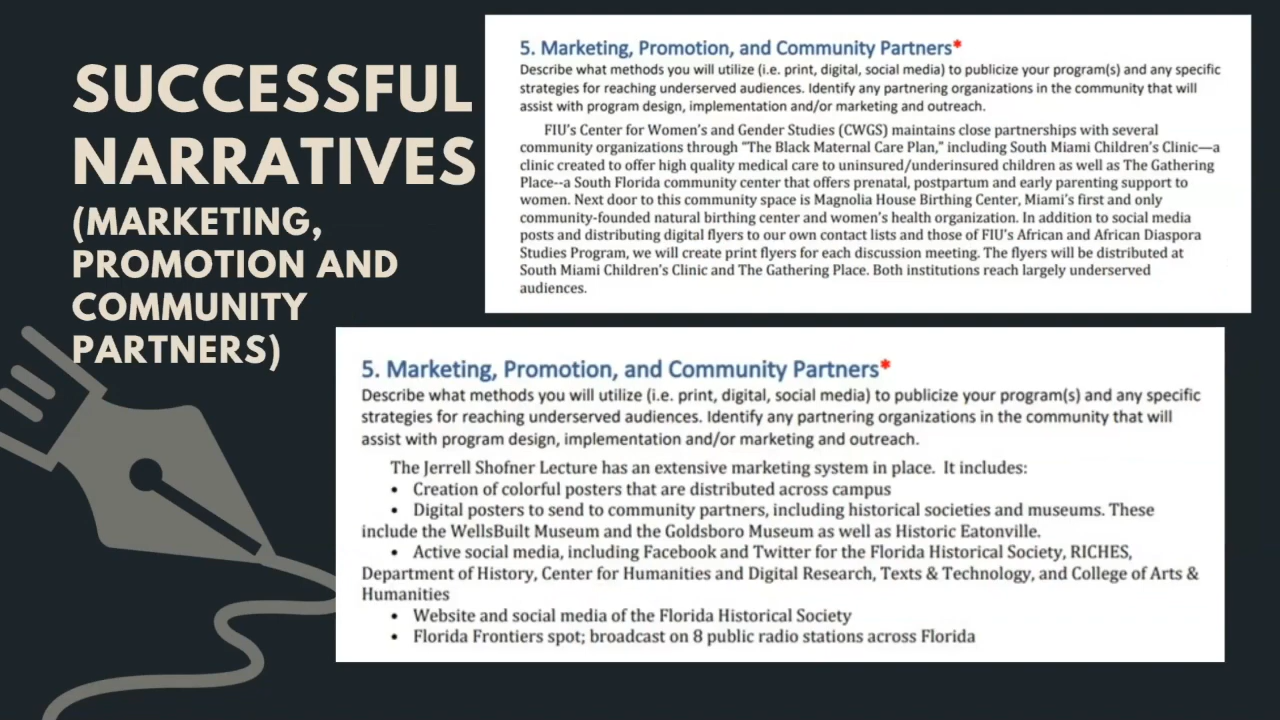 SUCCESSFUL
NARRATIVES
(MARKETING,
PROMOTION AND
COMMUNITY
PARTNERS)
5. Marketing, Promotion, and Community Partners*
Describe what methods you will utilize (i.e. print, digital, social media) to publicize your program(s) and any specific
strategies for reaching underserved audiences. Identify any partnering organizations in the community that will
assist with program design, implementation and/or marketing and outreach.
FIU's Center for Women's and Gender Studies (CWGS) maintains close partnerships with several
community organizations through "The Black Maternal Care Plan," including South Miami Children's Clinic—a
clinic created to offer high quality medical care to uninsured/underinsured children as well as The Gathering
Place--a South Florida community center that offers prenatal, postpartum and early parenting support to
women. Next door to this community space is Magnolia House Birthing Center, Miami's first and only
community-founded natural birthing center and women's health organization. In addition to social media
posts and distributing digital flyers to our own contact lists and those of FIU's African and African Diaspora
Studies Program, we will create print flyers for each discussion meeting. The flyers will be distributed at
South Miami Children's Clinic and The Gathering Place. Both institutions reach largely underserved
audiences.
5. Marketing, Promotion, and Community Partners*
Describe what methods you will utilize (i.e. print, digital, social media) to publicize your program(s) and any specific
strategies for reaching underserved audiences. Identify any partnering organizations in the community that will
assist with program design, implementation and/or marketing and outreach.
The Jerrell Shofner Lecture has an extensive marketing system in place. It includes:
• Creation of colorful posters that are distributed across campus
• Digital posters to send to community partners, including historical societies and museums. These
include the WellsBuilt Museum and the Goldsboro Museum as well as Historic Eatonville.
• Active social media, including Facebook and Twitter for the Florida Historical Society, RICHES,
Department of History, Center for Humanities and Digital Research, Texts & Technology, and College of Arts &
Humanities
• Website and social media of the Florida Historical Society
• Florida Frontiers spot; broadcast on 8 public radio stations across Florida